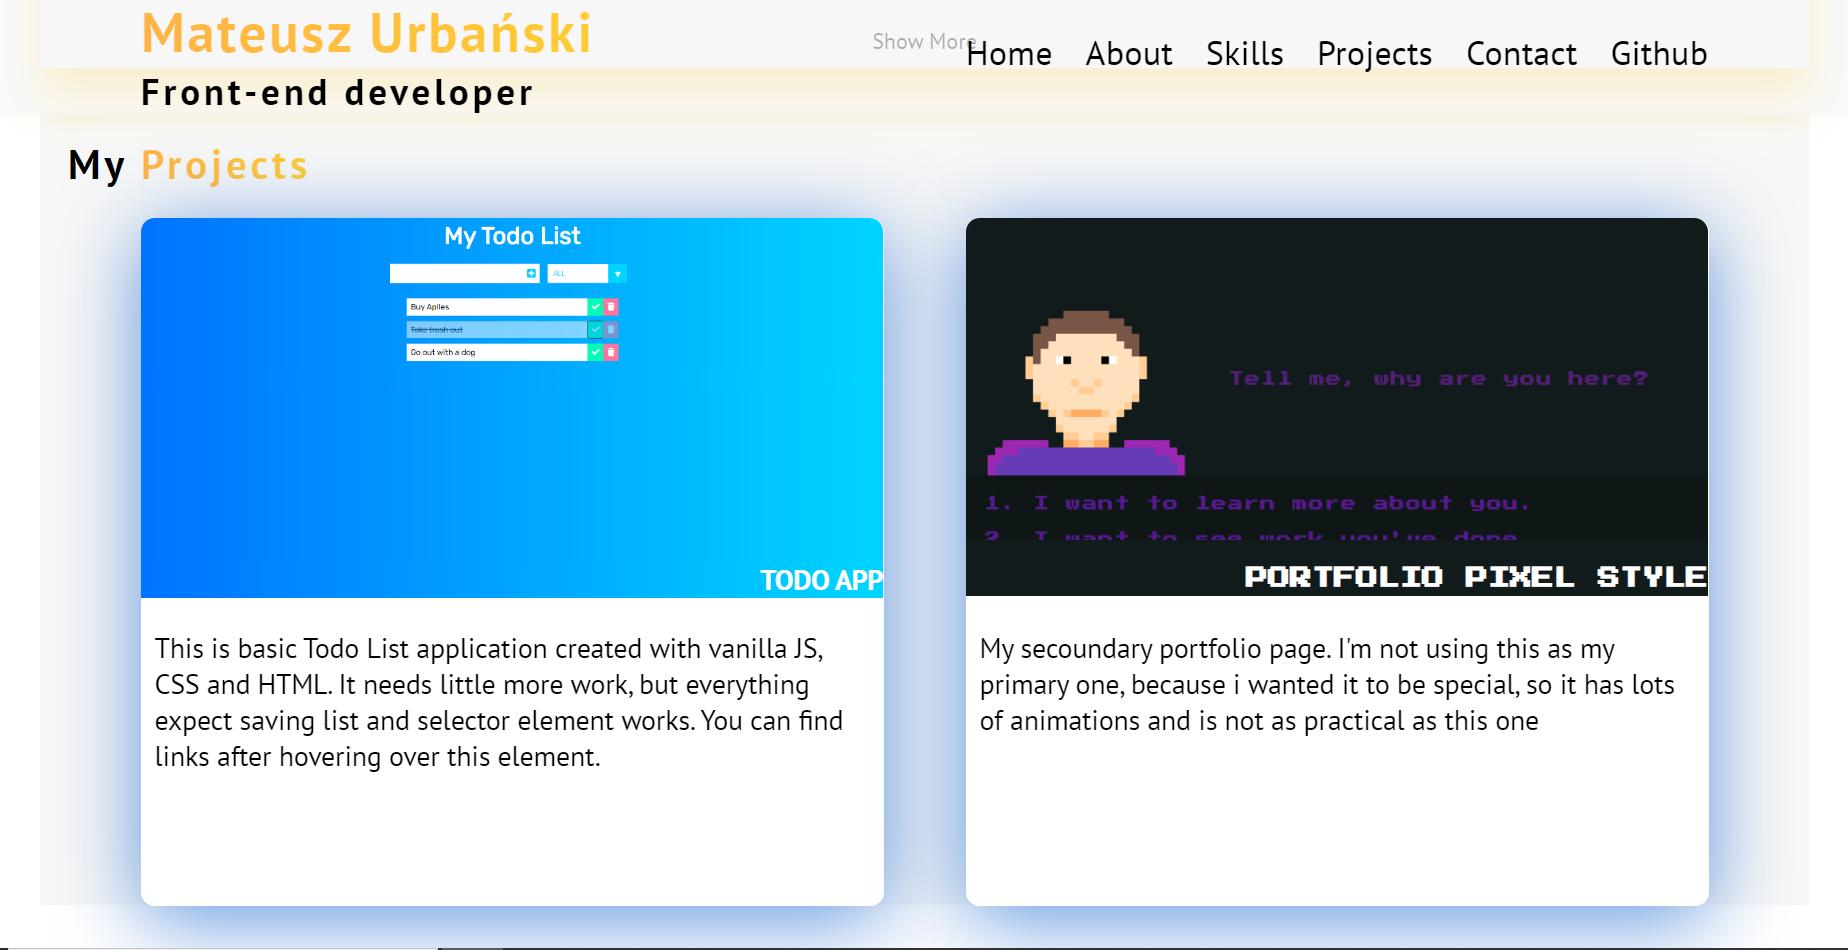 Mateusz Urbański
Show More
Home About Skills Projects Contact Github
Front-end developer
My Projects
My Todo List
ALL
Buy Aplles
Take trash out
Go out with a dog
TODO APP
This is basic Todo List application created with vanilla JS,
CSS and HTML. It needs little more work, but everything
expect saving list and selector element works. You can find
links after hovering over this element.
Tell me, why are you here?
1. I want to learn more about you.
2. I want to see work you've done
PORTFOLIO PIXEL STYLE
My secoundary portfolio page. I'm not using this as my
primary one, because i wanted it to be special, so it has lots
of animations and is not as practical as this one